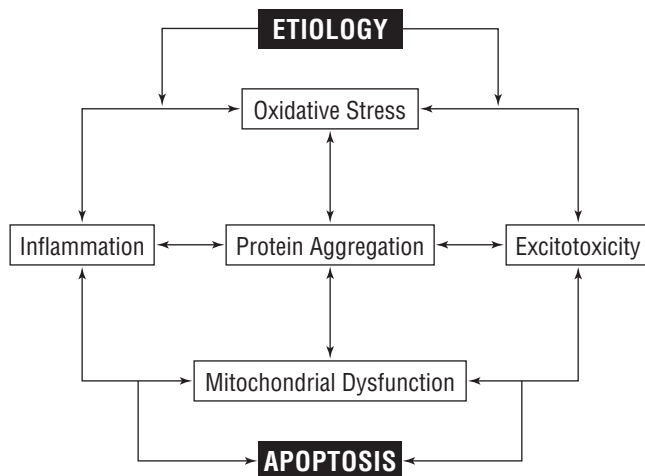 ETIOLOGY
Oxidative Stress
Inflammation
Protein Aggregation
Excitotoxicity
Mitochondrial Dysfunction
APOPTOSIS